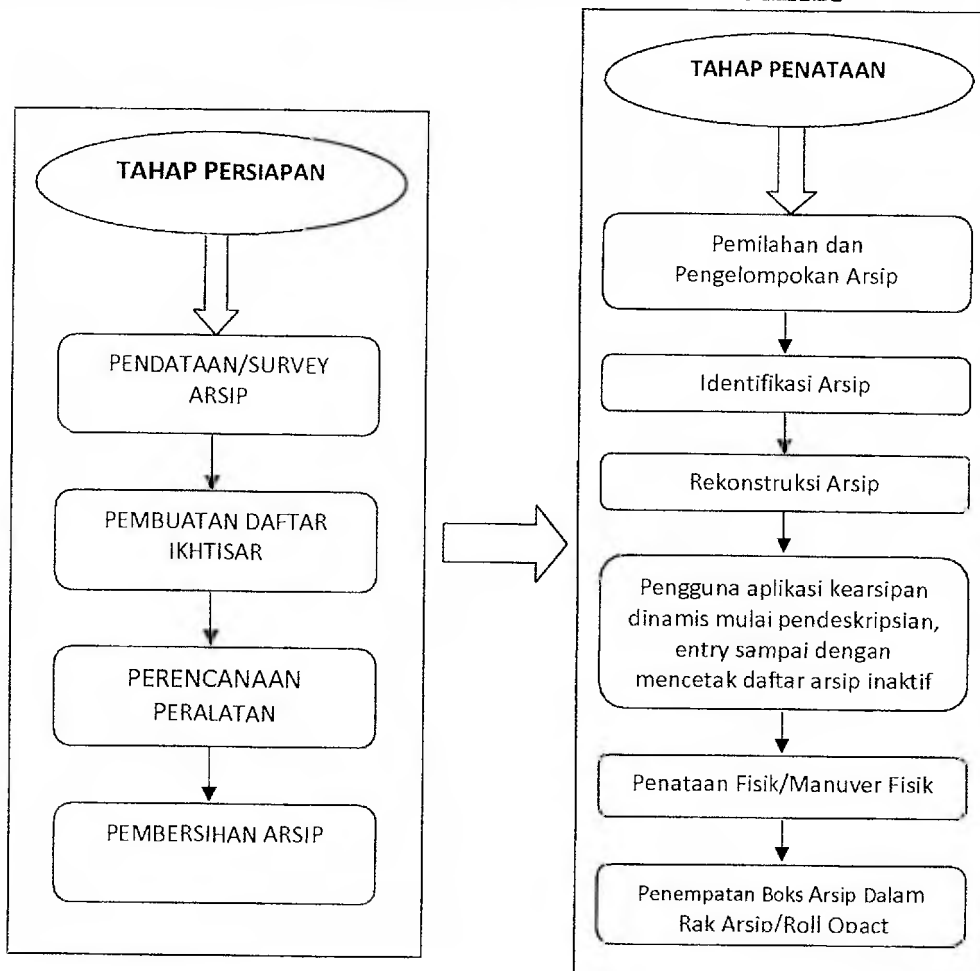 TAHAP PERSIAPAN
PENDATAAN/SURVEY
ARSIP
PEMBUATAN DAFTAR
IKHTISAR
PERENCANAAN
PERALATAN
PEMBERSIHAN ARSIP
TAHAP PENATAAN
Pemilahan dan
Pengelompokan Arsip
Identifikasi Arsip
Rekonstruksi Arsip
Pengguna aplikasi kearsipan
dinamis mulai pendeskripsian,
entry sampai dengan
mencetak daftar arsip inaktif
Penataan Fisik/Manuver Fisik
Penempatan Boks Arsip Dalam
Rak Arsip/Roll Opact